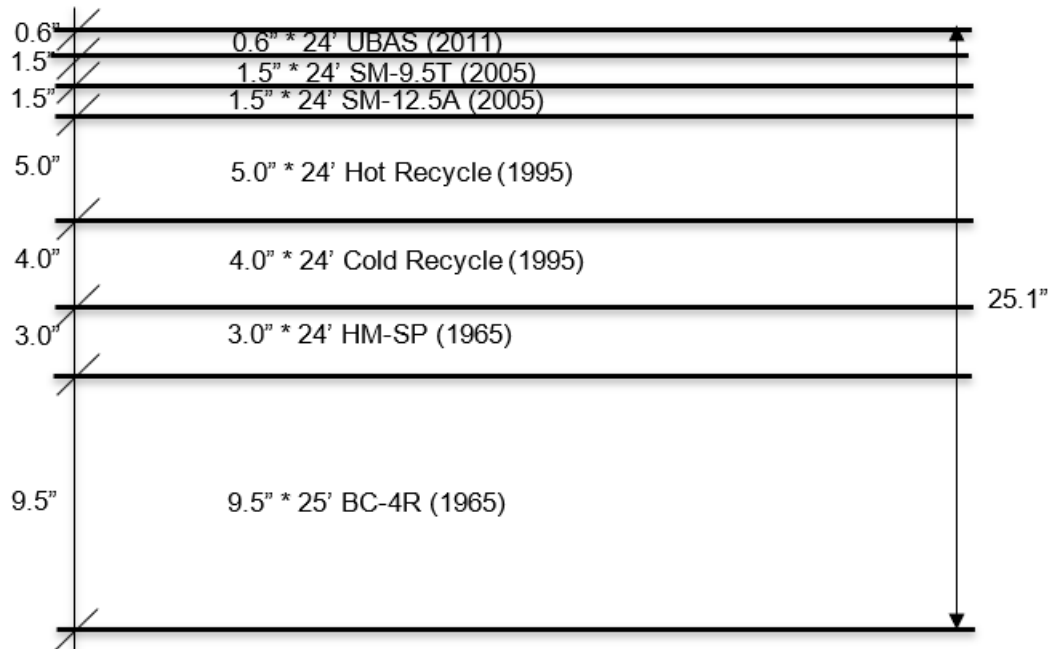 0.6”
0.6” * 24’ UBAS (2011)
1.5”
1.5” * 24’ SM-9.5T (2005)
1.5”
1.5” * 24’ SM-12.5A (2005)
5.0”
5.0” * 24’ Hot Recycle (1995)
4.0”
4.0” * 24’ Cold Recycle (1995)
25.1”
3.0”
3.0” * 24’ HM-SP (1965)
9.5”
9.5” * 25’ BC-4R (1965)